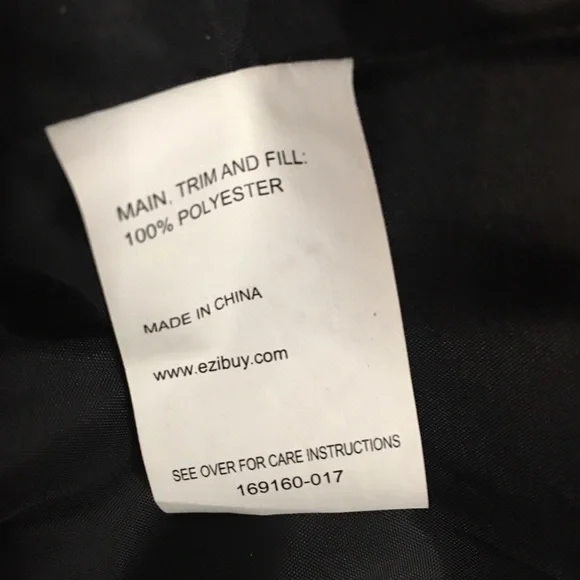 MAIN, TRIM AND FILL:
100% POLYESTER
MADE IN CHINA
www.ezibuy.com
SEE OVER FOR CARE INSTRUCTIONS
169160-017